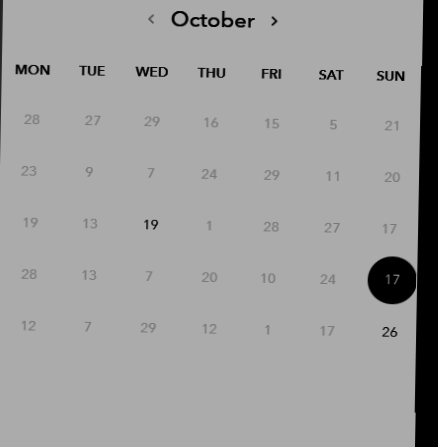 ‹ October ›
MON TUE WED THU FRI SAT SUN
28 27 29 16 15 5 21
23 9 7 24 29 11 20
19 13 19 1 28 27 17
28 13 7 20 10 24 17
12 7 29 12 1 17 26